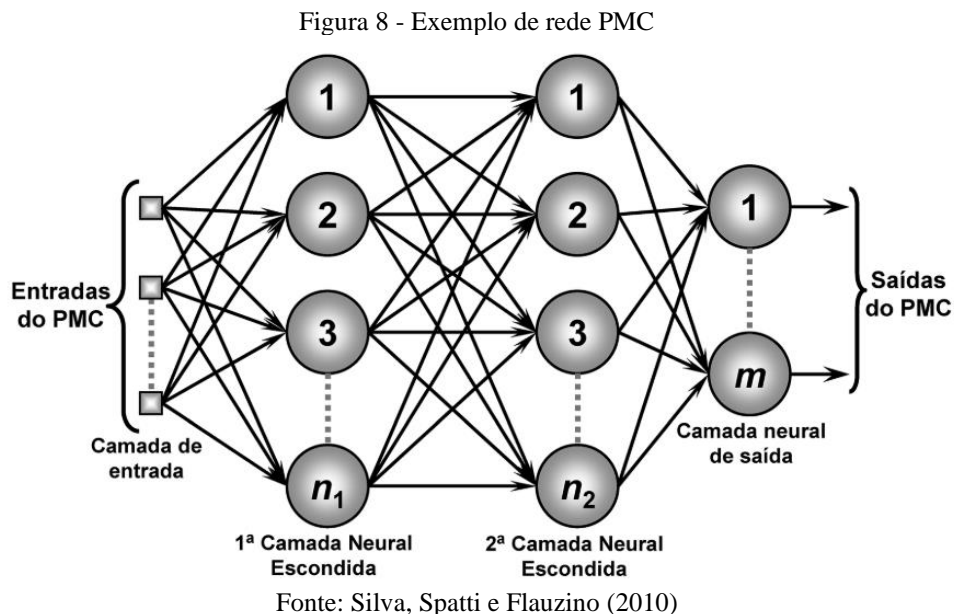 Figura 8 - Exemplo de rede PMC
1
1
2
2
1
3
3
m
n₁
n₂
Entradas
do PMC
Saídas
do PMC
Camada de
entrada
Camada neural
de saída
1ª Camada Neural
Escondida
2ª Camada Neural
Escondida
Fonte: Silva, Spatti e Flauzino (2010)